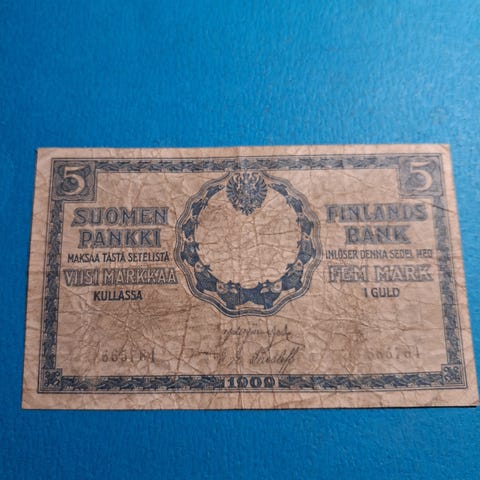 5
5
SUOMEN
PANKKI
MAKSAA TÄSTÄ SETELISTÄ
VIISI MARKKAA
KULLASSA
FINLANDS
BANK
INLÖSER DENNA SEDEL MED
FEM MARK
I GULD
1909